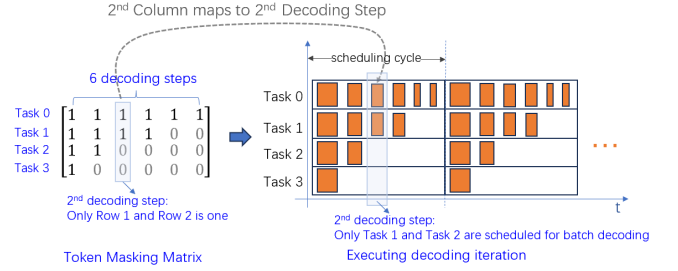 2nd Column maps to 2nd Decoding Step
6 decoding steps
Task 0 1 1 1 1 1 1
Task 1 1 1 1 1 0 0
Task 2 1 1 0 0 0 0
Task 3 1 0 0 0 0 0
2nd decoding step:
Only Row 1 and Row 2 is one
Token Masking Matrix
scheduling cycle
Task 0
Task 1
Task 2
Task 3
...
t
2nd decoding step:
Only Task 1 and Task 2 are scheduled for batch decoding
Executing decoding iteration